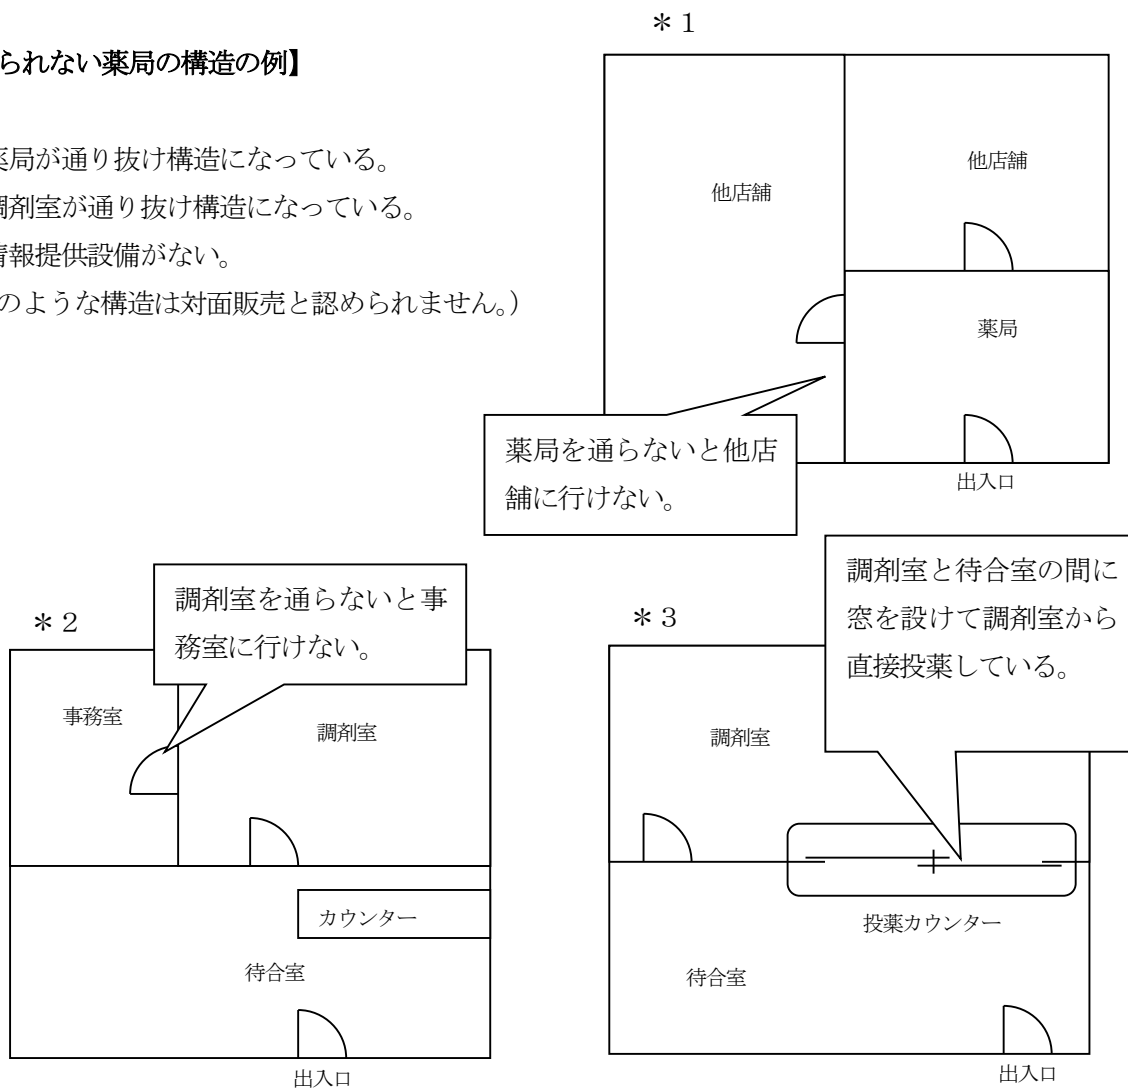 ＊１
られない薬局の構造の例】
薬局が通り抜け構造になっている。
調剤室が通り抜け構造になっている。
情報提供設備がない。
のような構造は対面販売と認められません。）
他店舗
他店舗
薬局
薬局を通らないと他店
舗に行けない。
出入口
＊２
調剤室を通らないと事
務室に行けない。
事務室
調剤室
カウンター
待合室
出入口
＊３
調剤室と待合室の間に
窓を設けて調剤室から
直接投薬している。
調剤室
投薬カウンター
待合室
出入口